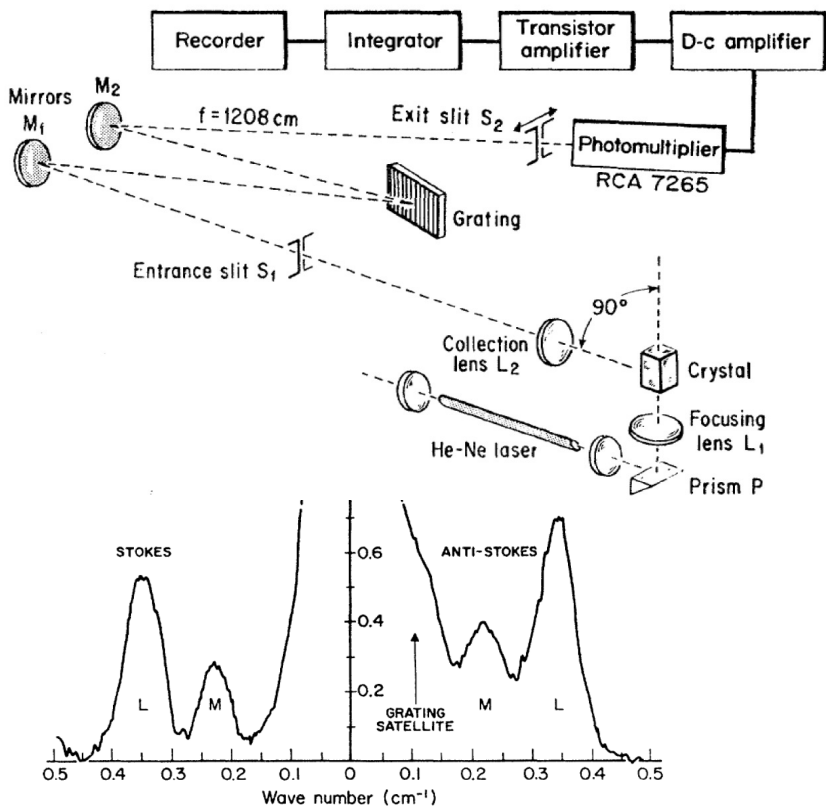 Recorder
Integrator
Transistor
amplifier
D-c amplifier
Mirrors
M₁
M₂
f = 1208 cm
Exit slit S₂
Photomultiplier
RCA 7265
Grating
Entrance slit S₁
90°
Collection
lens L₂
Crystal
Focusing
lens L₁
He-Ne laser
Prism P
STOKES
ANTI-STOKES
0.6
0.4
0.2
L
M
GRATING
SATELLITE
M
L
0.5
0.4
0.3
0.2
0.1
0
0.1
0.2
0.3
0.4
0.5
Wave number (cm⁻¹)